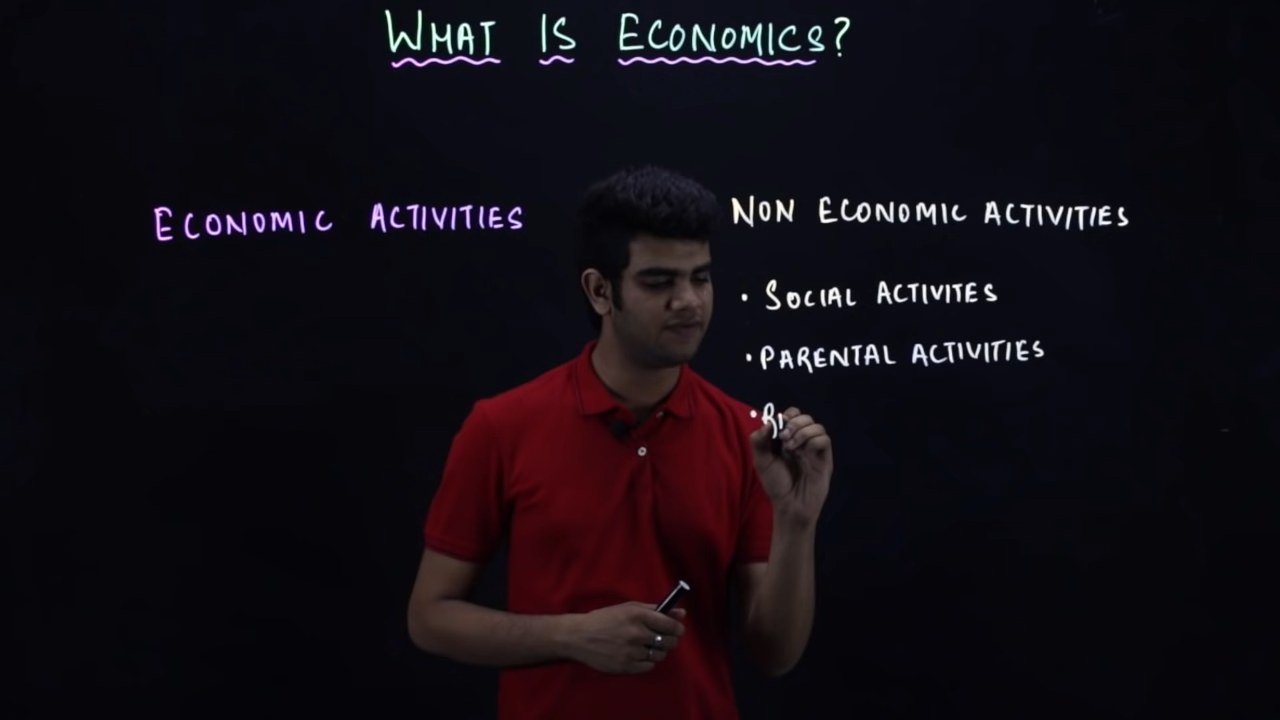 WHAT IS ECONOMICS?
ECONOMIC ACTIVITIES
NON ECONOMIC ACTIVITIES
• SOCIAL ACTIVITES
• PARENTAL ACTIVITIES